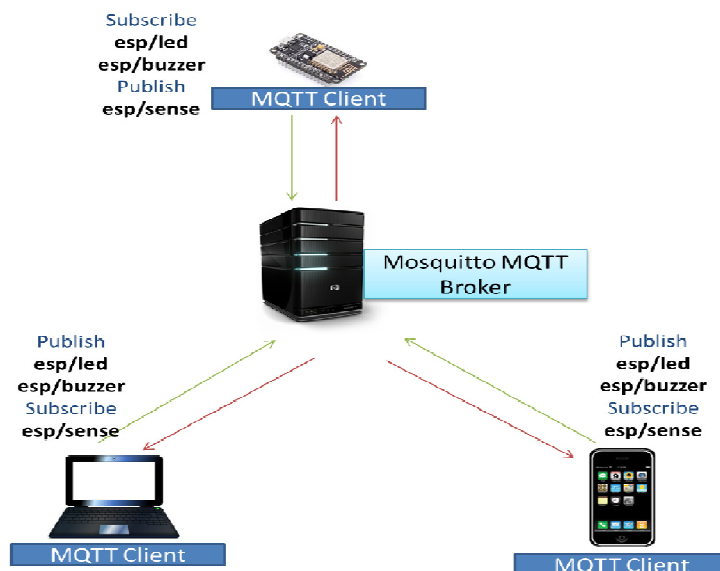 Subscribe
esp/led
esp/buzzer
Publish
esp/sense
MQTT Client
Mosquitto MQTT
Broker
Publish
esp/led
esp/buzzer
Subscribe
esp/sense
MQTT Client
Publish
esp/led
esp/buzzer
Subscribe
esp/sense
MQTT Client